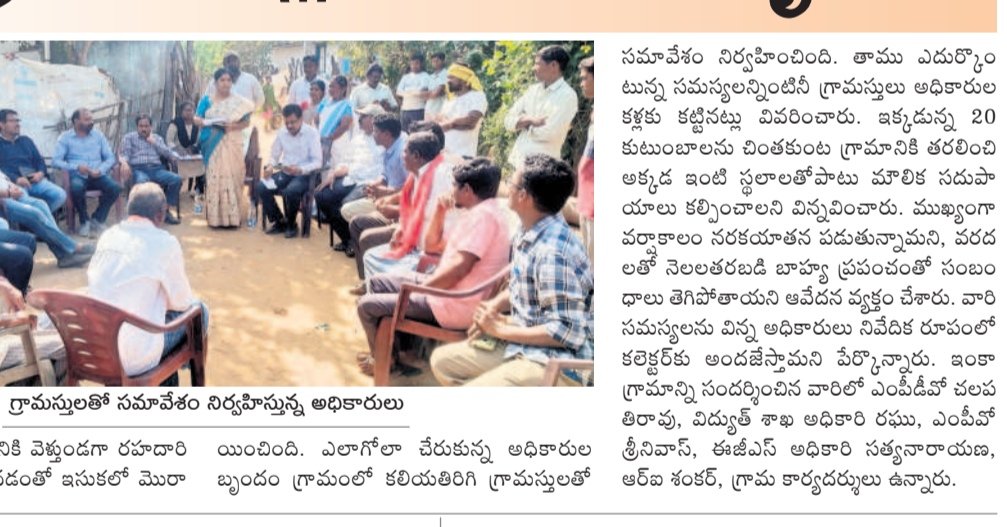 గ్రామస్తులతో సమావేశం నిర్వహిస్తున్న అధికారులు
నికి వెళ్తుండగా రహదారి
డంతో ఇసుకలో మొరా
యించింది. ఎలాగోలా చేరుకున్న అధికారుల
బృందం గ్రామంలో కలియతిరిగి గ్రామస్తులతో
సమావేశం నిర్వహించింది. తాము ఎదుర్కొం
టున్న సమస్యలన్నింటినీ గ్రామస్తులు అధికారుల
కళ్లకు కట్టినట్లు వివరించారు. ఇక్కడున్న 20
కుటుంబాలను చింతకుంట గ్రామానికి తరలించి
అక్కడ ఇంటి స్థలాలతోపాటు మౌలిక సదుపా
యాలు కల్పించాలని విన్నవించారు. ముఖ్యంగా
వర్షాకాలం నరకయాతన పడుతున్నామని, వరద
లతో నెలలతరబడి బాహ్య ప్రపంచంతో సంబం
ధాలు తెగిపోతాయని ఆవేదన వ్యక్తం చేశారు. వారి
సమస్యలను విన్న అధికారులు నివేదిక రూపంలో
కలెక్టర్‌కు అందజేస్తామని పేర్కొన్నారు. ఇంకా
గ్రామాన్ని సందర్శించిన వారిలో ఎంపీడీవో చలప
తిరావు, విద్యుత్ శాఖ అధికారి రఘు, ఎంపీవో
శ్రీనివాస్, ఈజీఎస్ అధికారి సత్యనారాయణ,
ఆర్ఐ శంకర్, గ్రామ కార్యదర్శులు ఉన్నారు.